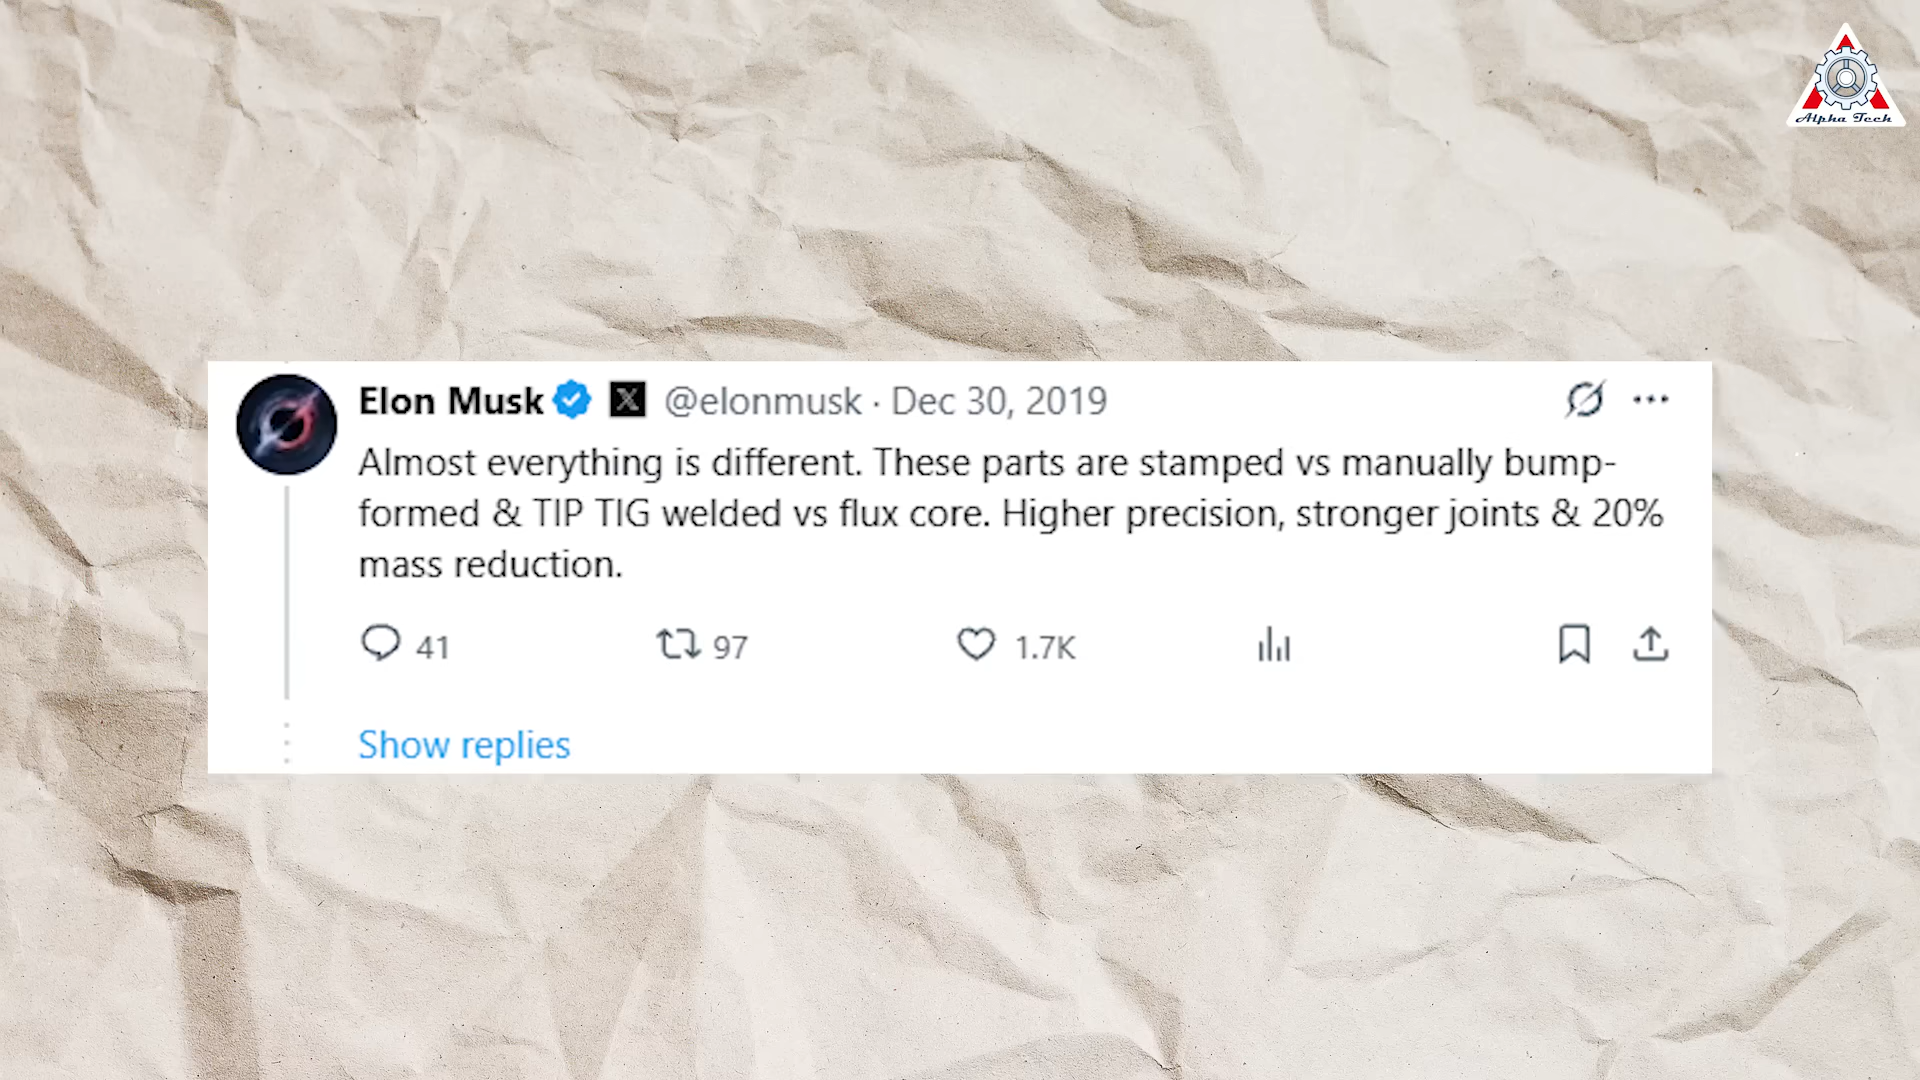 Alpha Tech
Elon Musk @elonmusk · Dec 30, 2019
Almost everything is different. These parts are stamped vs manually bump-
formed & TIP TIG welded vs flux core. Higher precision, stronger joints & 20%
mass reduction.
41 97 1.7K
Show replies